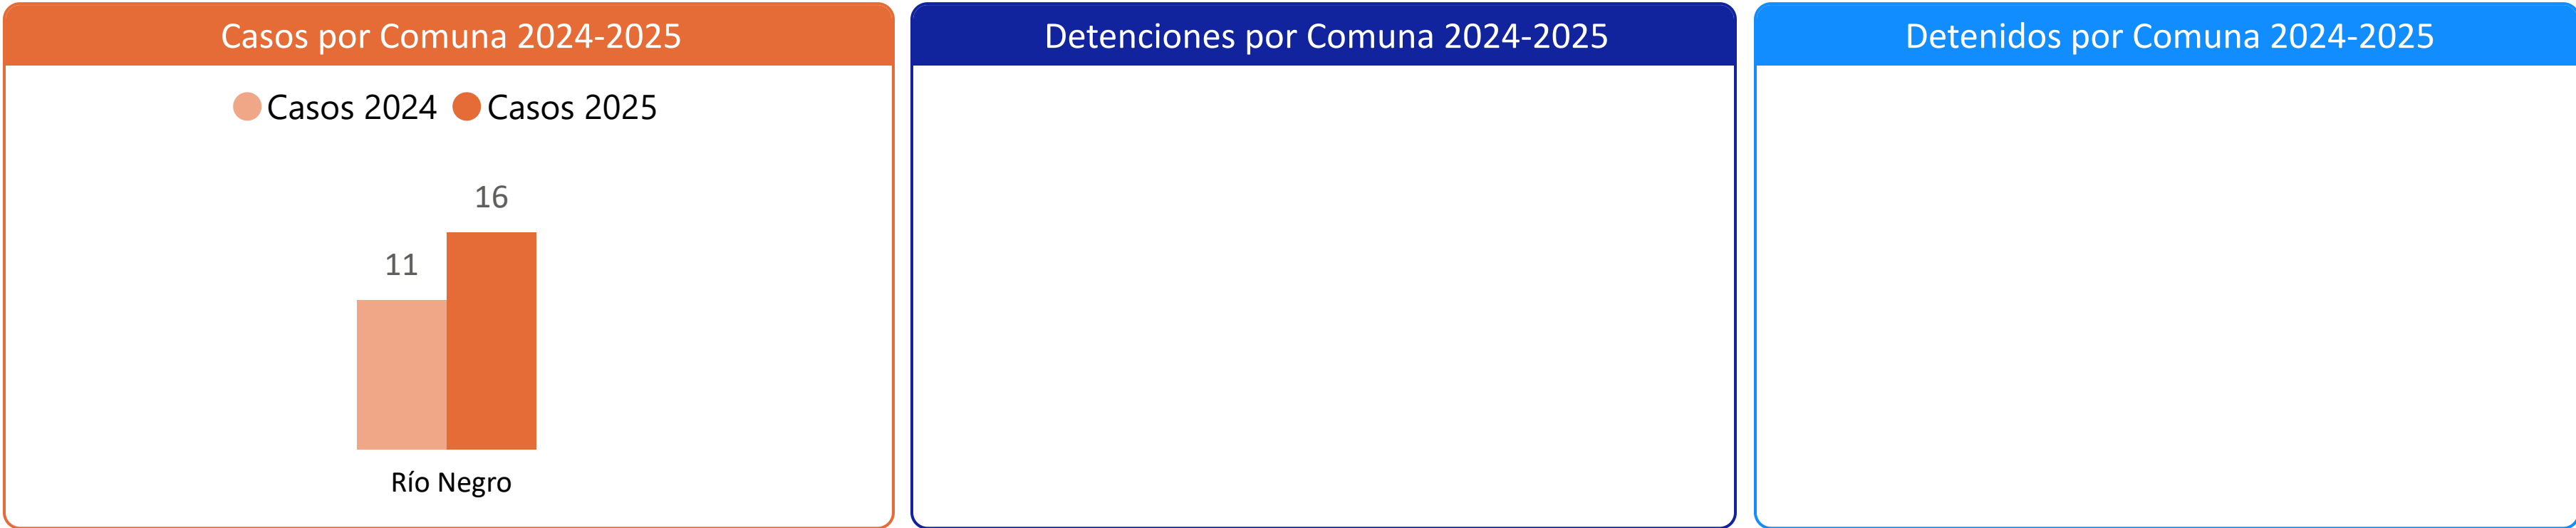 Casos por Comuna 2024-2025
Casos 2024 Casos 2025
16
11
Río Negro
Detenciones por Comuna 2024-2025
Detenidos por Comuna 2024-2025